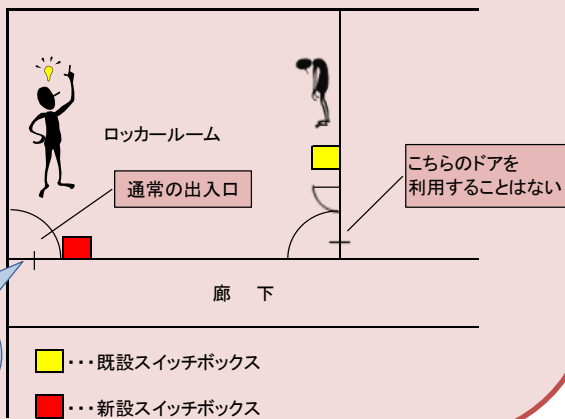 ロッカールーム
通常の出入口
こちらのドアを
利用することはない
廊 下
・・・既設スイッチボックス
・・・新設スイッチボックス